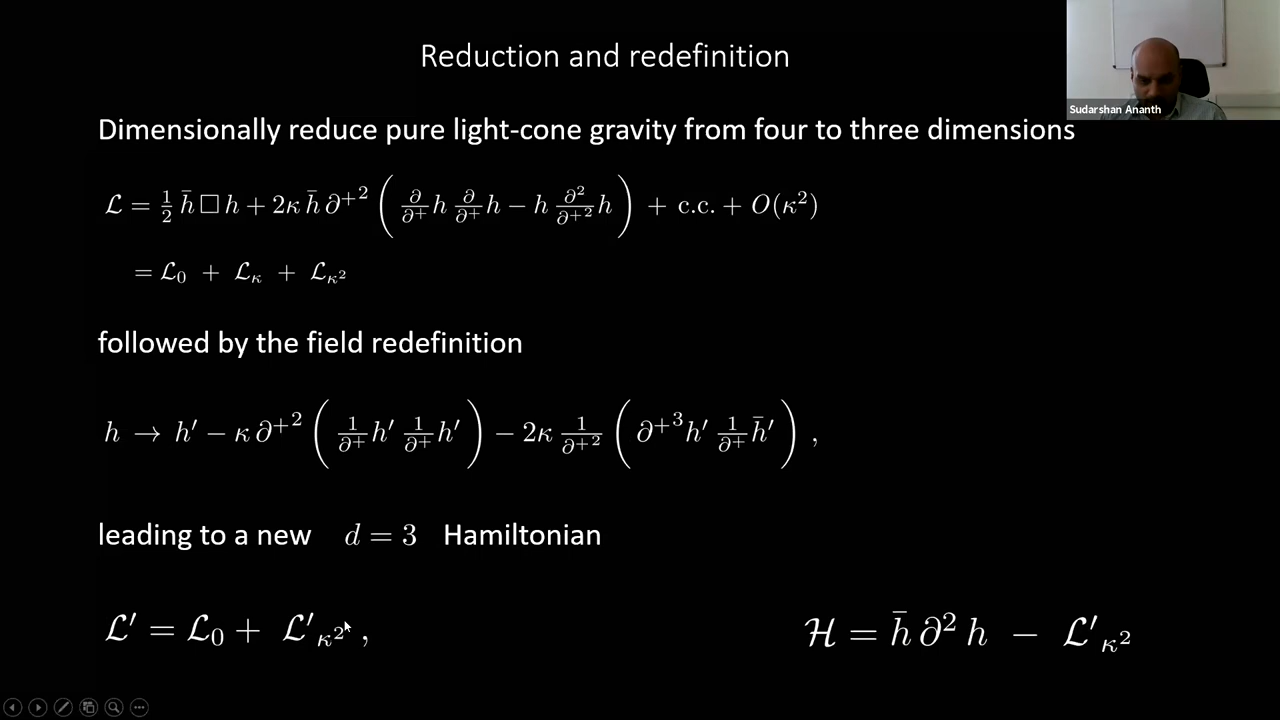 Reduction and redefinition
Sudarshan Ananth
Dimensionally reduce pure light-cone gravity from four to three dimensions
ℒ = ½ h̄ □ h + 2κ h̄ ∂⁺² ( ∂/∂⁺ h ∂/∂⁺ h − h ∂²/∂⁺² h ) + c.c. + O(κ²)
= ℒ₀ + ℒ_κ + ℒ_κ²
followed by the field redefinition
h → h′ − κ ∂⁺² ( 1/∂⁺ h′ 1/∂⁺ h′ ) − 2κ 1/∂⁺² ( ∂⁺³ h′ 1/∂⁺ h̄′ ) ,
leading to a new d = 3 Hamiltonian
ℒ′ = ℒ₀ + ℒ′_κ² , ℋ = h̄ ∂² h − ℒ′_κ²